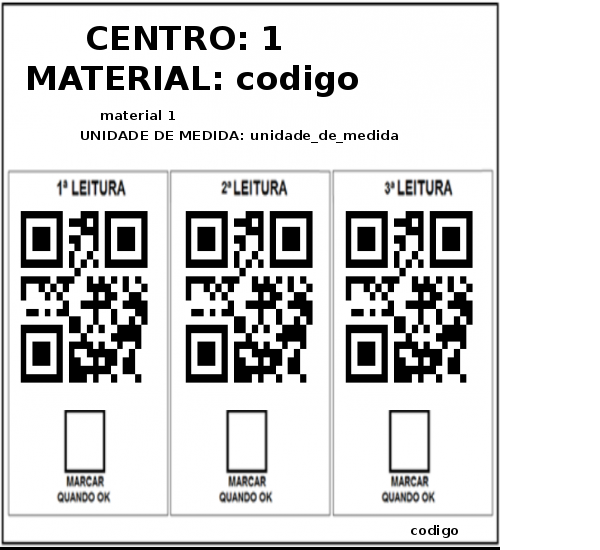 CENTRO: 1
MATERIAL: codigo
material 1
UNIDADE DE MEDIDA: unidade_de_medida
1ª LEITURA
2ª LEITURA
3ª LEITURA
MARCAR
QUANDO OK
MARCAR
QUANDO OK
MARCAR
QUANDO OK
codigo